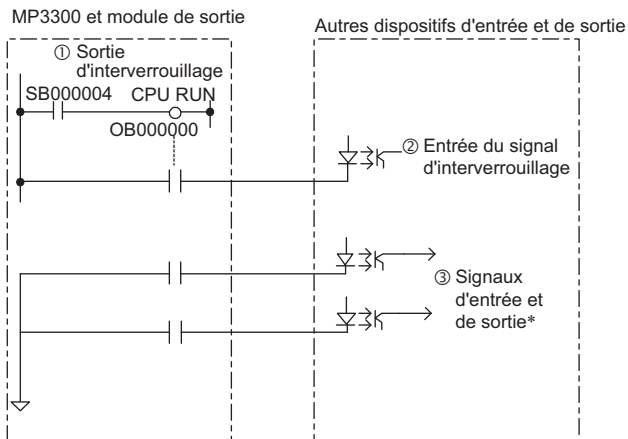 MP3300 et module de sortie
Autres dispositifs d'entrée et de sortie
① Sortie
d'interverrouillage
SB000004 CPU RUN
OB000000
② Entrée du signal
d'interverrouillage
③ Signaux
d'entrée et
de sortie*